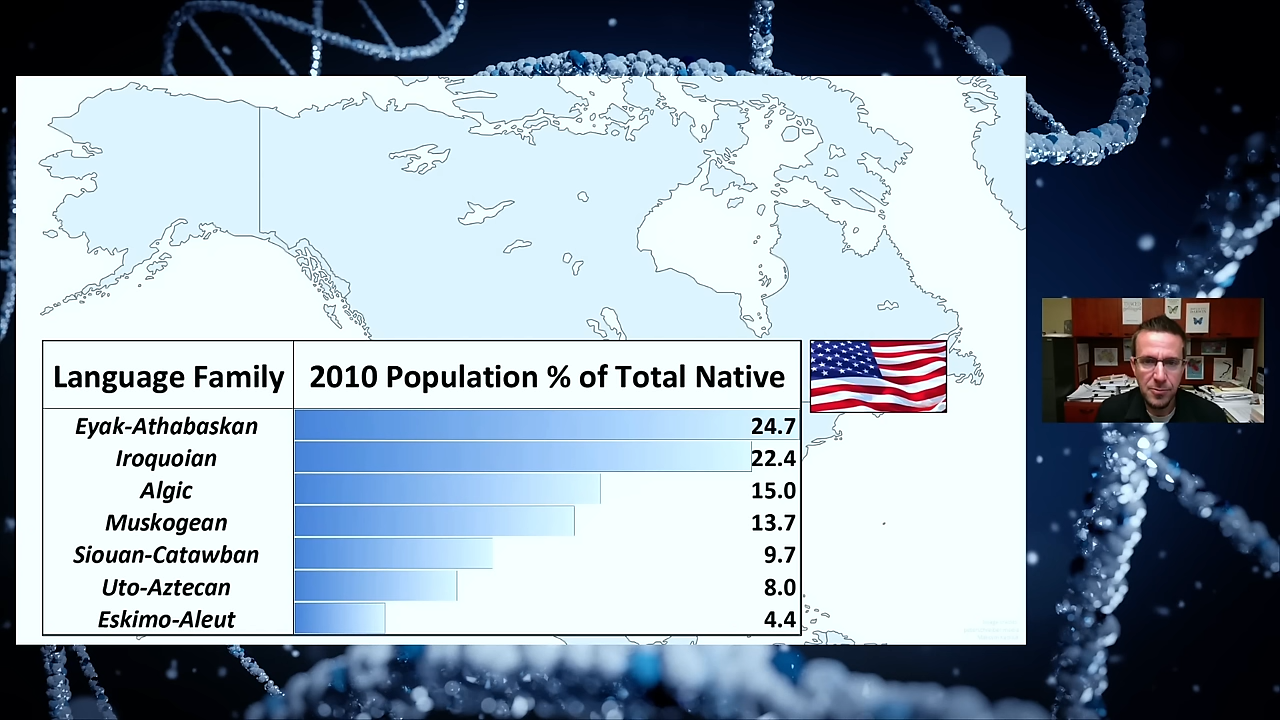 Language Family 2010 Population % of Total Native
Eyak-Athabaskan 24.7
Iroquoian 22.4
Algic 15.0
Muskogean 13.7
Siouan-Catawban 9.7
Uto-Aztecan 8.0
Eskimo-Aleut 4.4